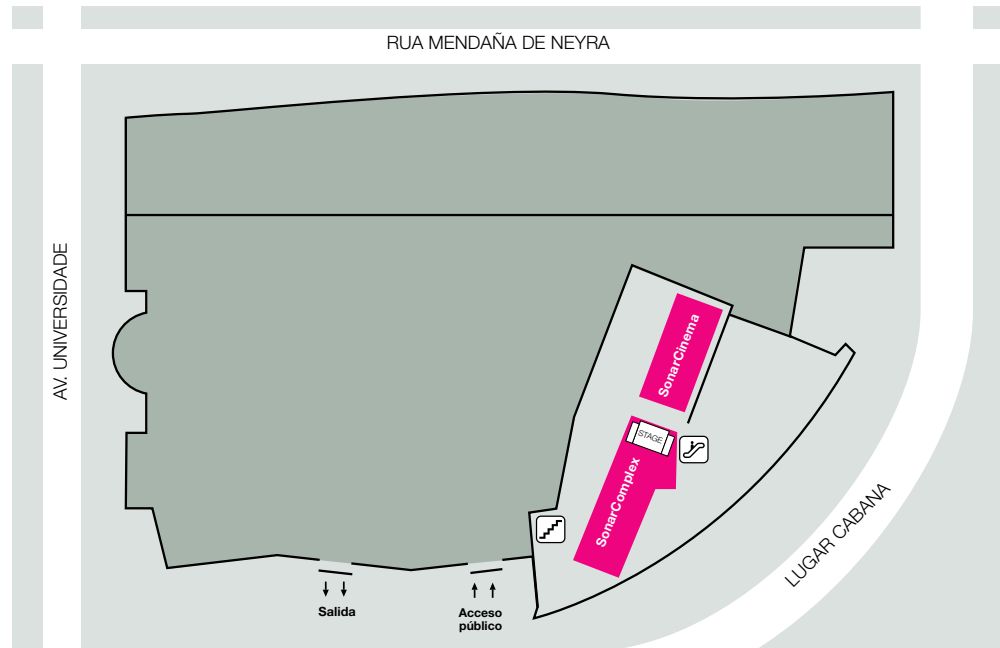 RUA MENDAÑA DE NEYRA
AV. UNIVERSIDADE
SonarCinema
STAGE
SonarComplex
LUGAR CABANA
Salida
Acceso
público